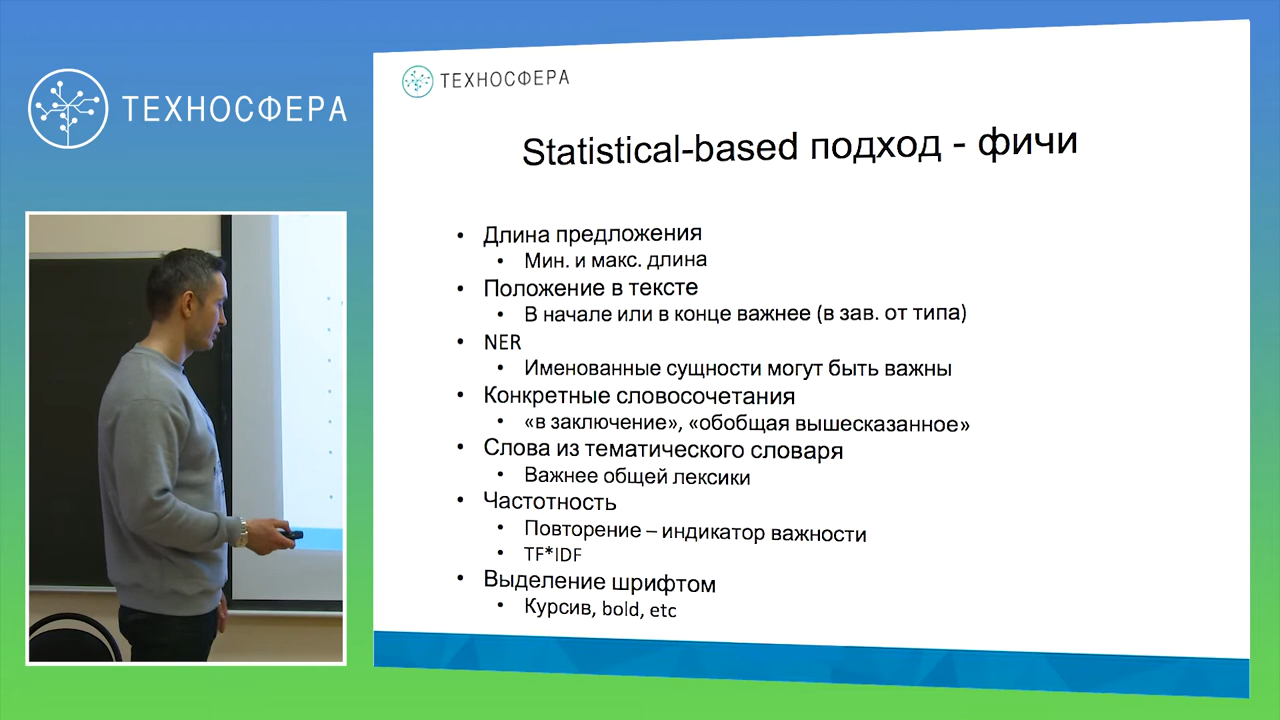 ТЕХНОСФЕРА
ТЕХНОСФЕРА
Statistical-based подход - фичи
• Длина предложения
• Мин. и макс. длина
• Положение в тексте
• В начале или в конце важнее (в зав. от типа)
• NER
• Именованные сущности могут быть важны
• Конкретные словосочетания
• «в заключение», «обобщая вышесказанное»
• Слова из тематического словаря
• Важнее общей лексики
• Частотность
• Повторение – индикатор важности
• TF*IDF
• Выделение шрифтом
• Курсив, bold, etc